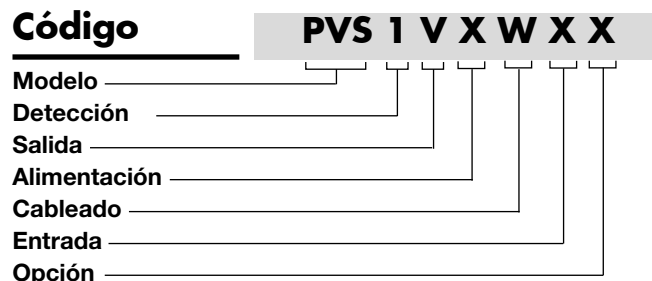 Código PVS 1 V X W X X
Modelo
Detección
Salida
Alimentación
Cableado
Entrada
Opción